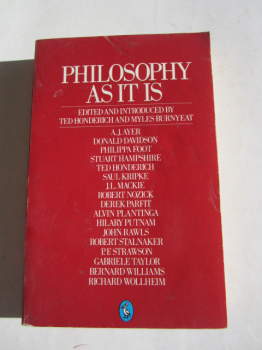 PHILOSOPHY
AS IT IS
EDITED AND INTRODUCED BY
TED HONDERICH AND MYLES BURNYEAT
A. J. AYER
DONALD DAVIDSON
PHILIPPA FOOT
STUART HAMPSHIRE
TED HONDERICH
SAUL KRIPKE
J. L. MACKIE
ROBERT NOZICK
DEREK PARFIT
ALVIN PLANTINGA
HILARY PUTNAM
JOHN RAWLS
ROBERT STALNAKER
P. F. STRAWSON
GABRIELE TAYLOR
BERNARD WILLIAMS
RICHARD WOLLHEIM